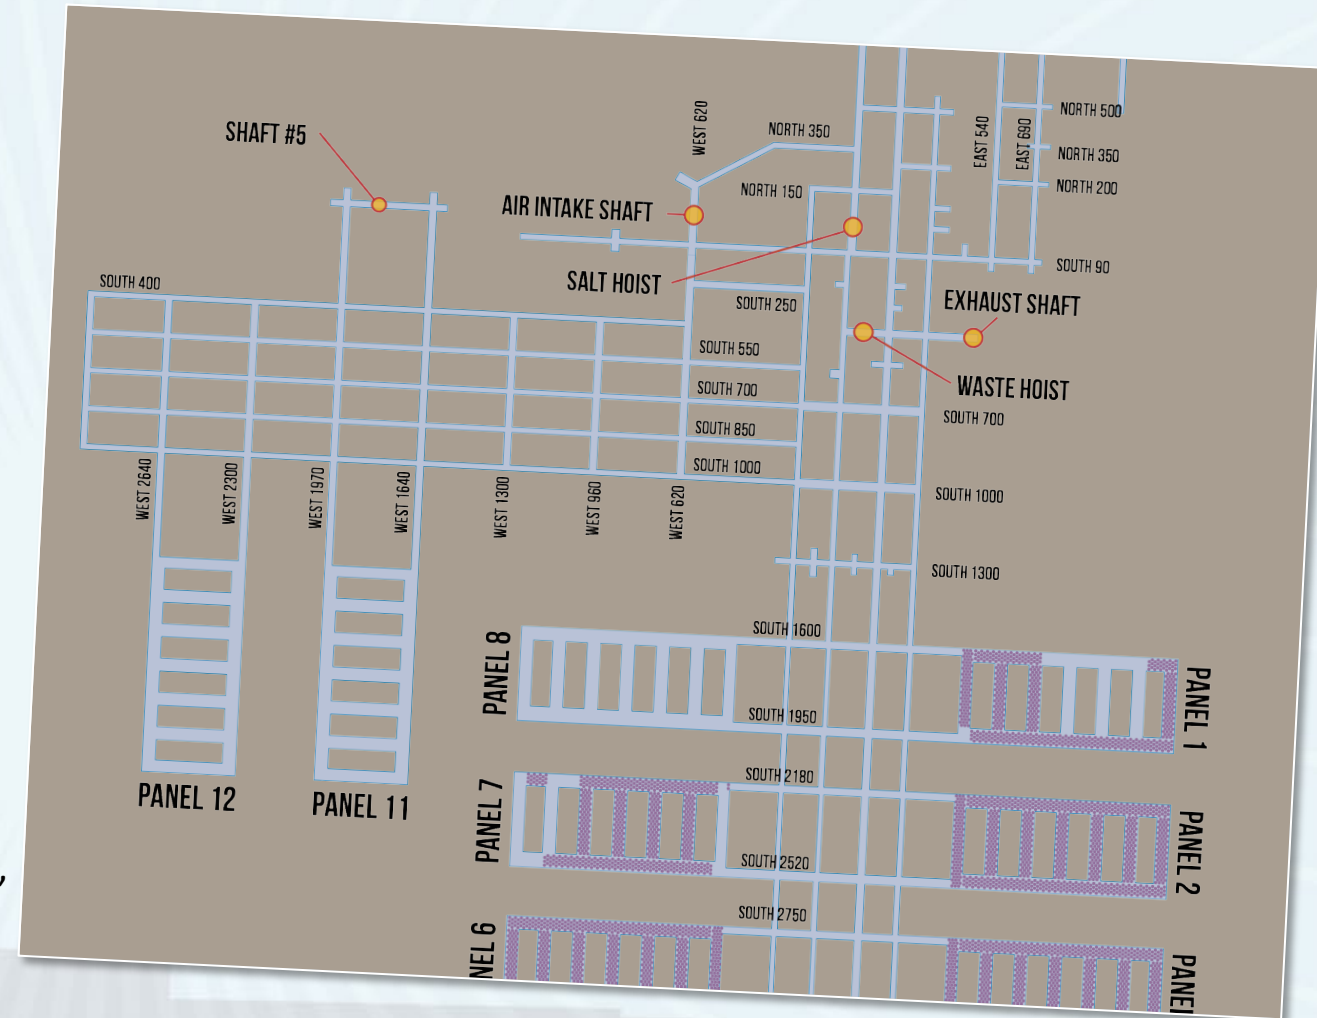 NORTH 500
WEST 620
EAST 540
EAST 690
NORTH 350
SHAFT #5
NORTH 350
NORTH 150
NORTH 200
AIR INTAKE SHAFT
SOUTH 90
SOUTH 400
SALT HOIST
SOUTH 250
EXHAUST SHAFT
SOUTH 550
SOUTH 700
WASTE HOIST
SOUTH 700
SOUTH 850
SOUTH 1000
WEST 2640
WEST 2300
WEST 1970
WEST 1640
WEST 1300
WEST 960
WEST 620
SOUTH 1000
SOUTH 1300
SOUTH 1600
PANEL 8
PANEL 1
SOUTH 1950
SOUTH 2180
PANEL 12
PANEL 11
PANEL 7
PANEL 2
SOUTH 2520
SOUTH 2750
NEL 6
PANE